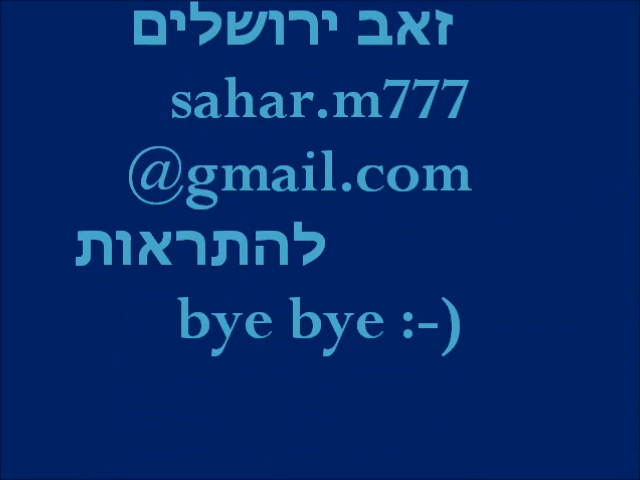 זאב ירושלים
sahar.m777
@gmail.com
להתראות
bye bye :-)